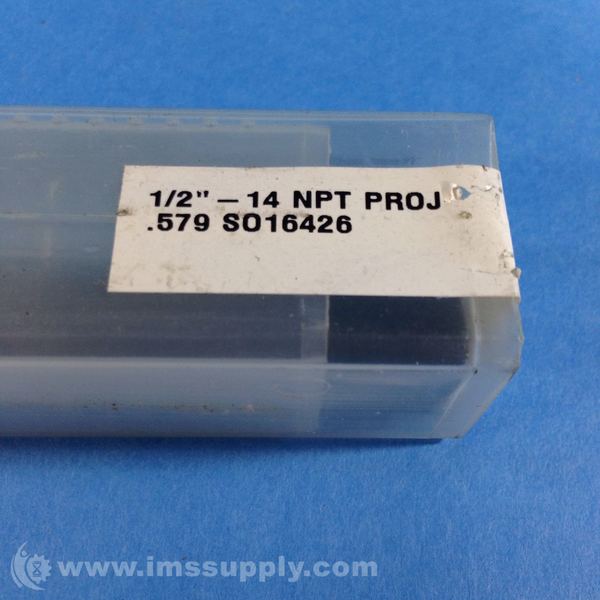 1/2" – 14 NPT PROJ
.579 SO16426
www.imssupply.com